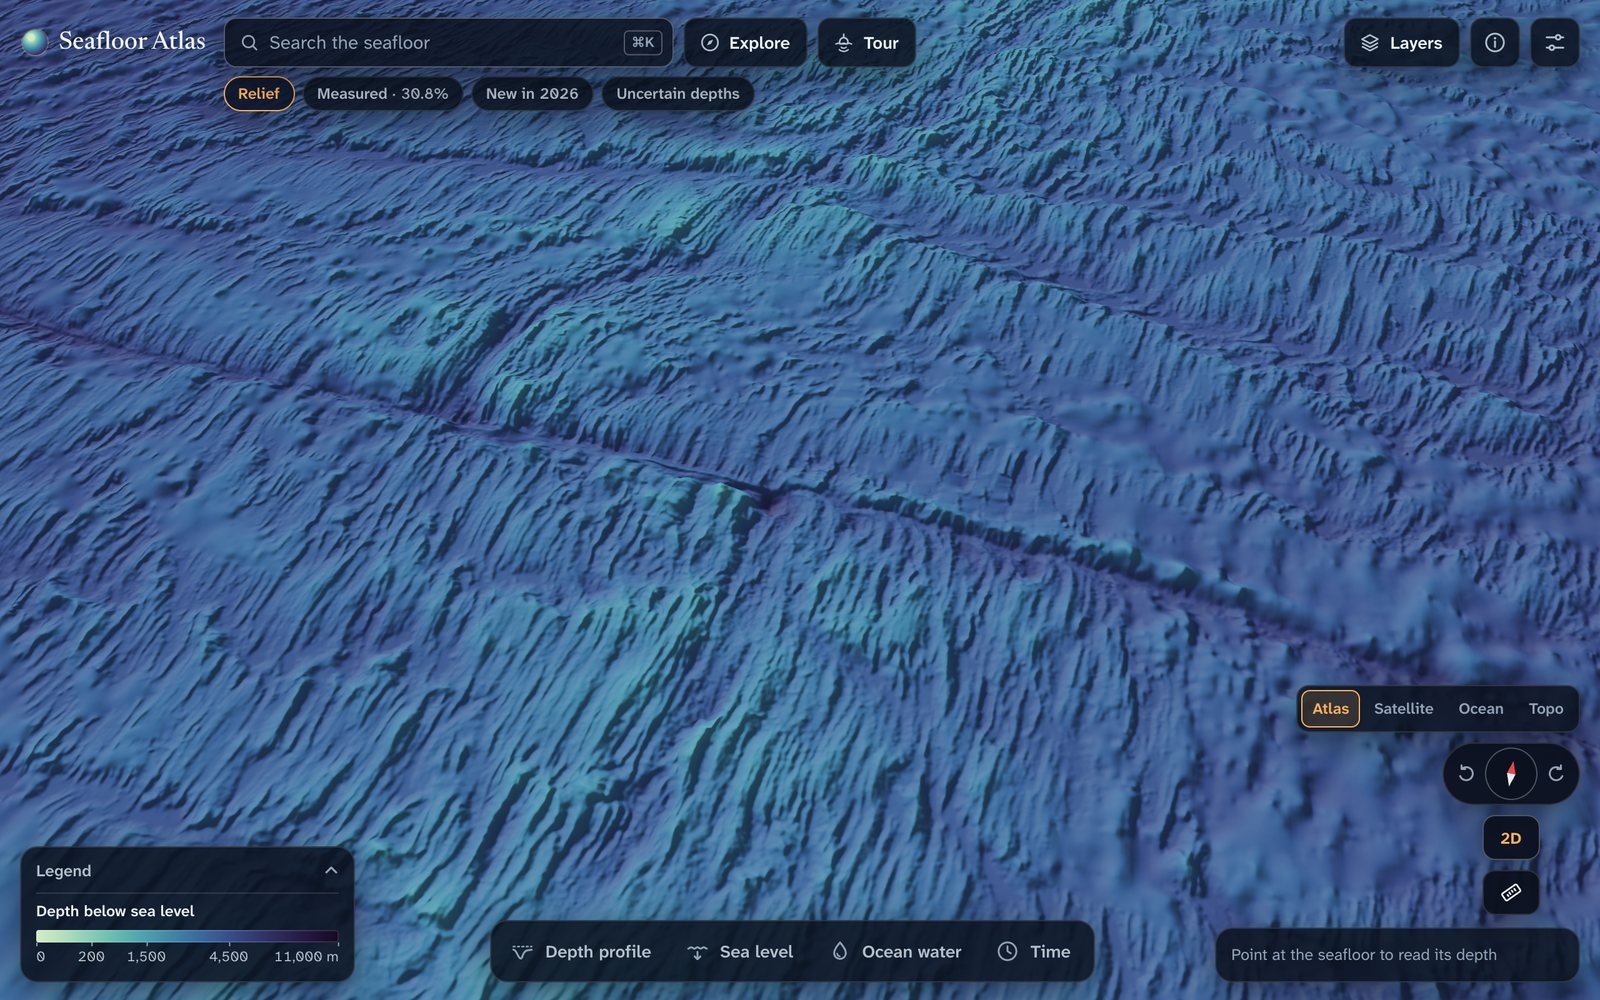 Seafloor Atlas
Search the seafloor
⌘K
Explore
Tour
Layers
Relief
Measured · 30.8%
New in 2026
Uncertain depths
Atlas
Satellite
Ocean
Topo
2D
Legend
Depth below sea level
0 200 1,500 4,500 11,000 m
Depth profile
Sea level
Ocean water
Time
Point at the seafloor to read its depth